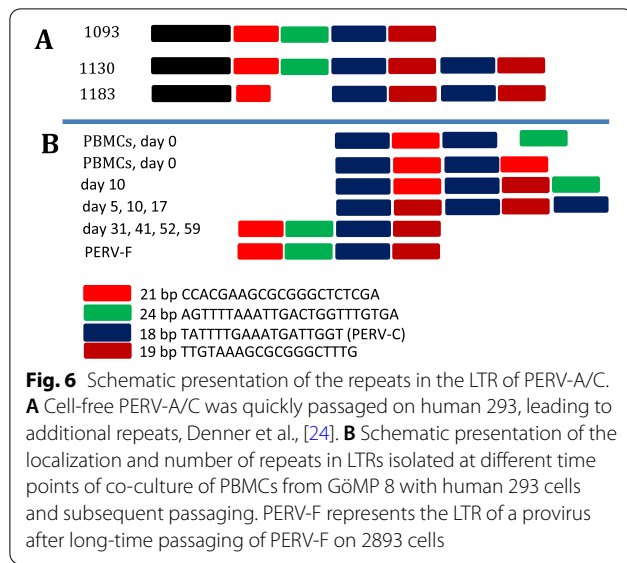 A
1093
1130
1183
B
PBMCs, day 0
PBMCs, day 0
day 10
day 5, 10, 17
day 31, 41, 52, 59
PERV-F
21 bp CCACGAAGCGCGGGCTCTCGA
24 bp AGTTTTAAATTGACTGGTTTGTGA
18 bp TATTTTGAAATGATTGGT (PERV-C)
19 bp TTGTAAAGCGCGGGCTTTG
Fig. 6 Schematic presentation of the repeats in the LTR of PERV-A/C.
A Cell-free PERV-A/C was quickly passaged on human 293, leading to
additional repeats, Denner et al., [24]. B Schematic presentation of the
localization and number of repeats in LTRs isolated at different time
points of co-culture of PBMCs from GöMP 8 with human 293 cells
and subsequent passaging. PERV-F represents the LTR of a provirus
after long-time passaging of PERV-F on 2893 cells